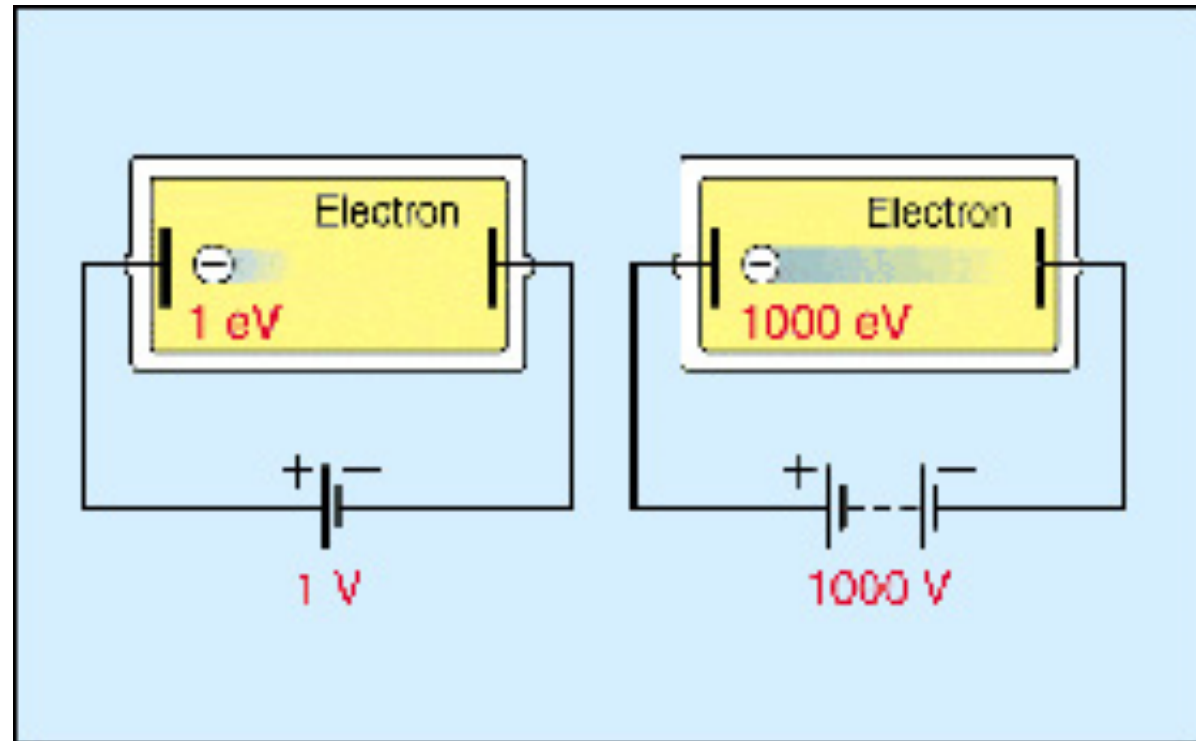 Electron
1 eV
+ −
1 V
Electron
1000 eV
+ −
1000 V